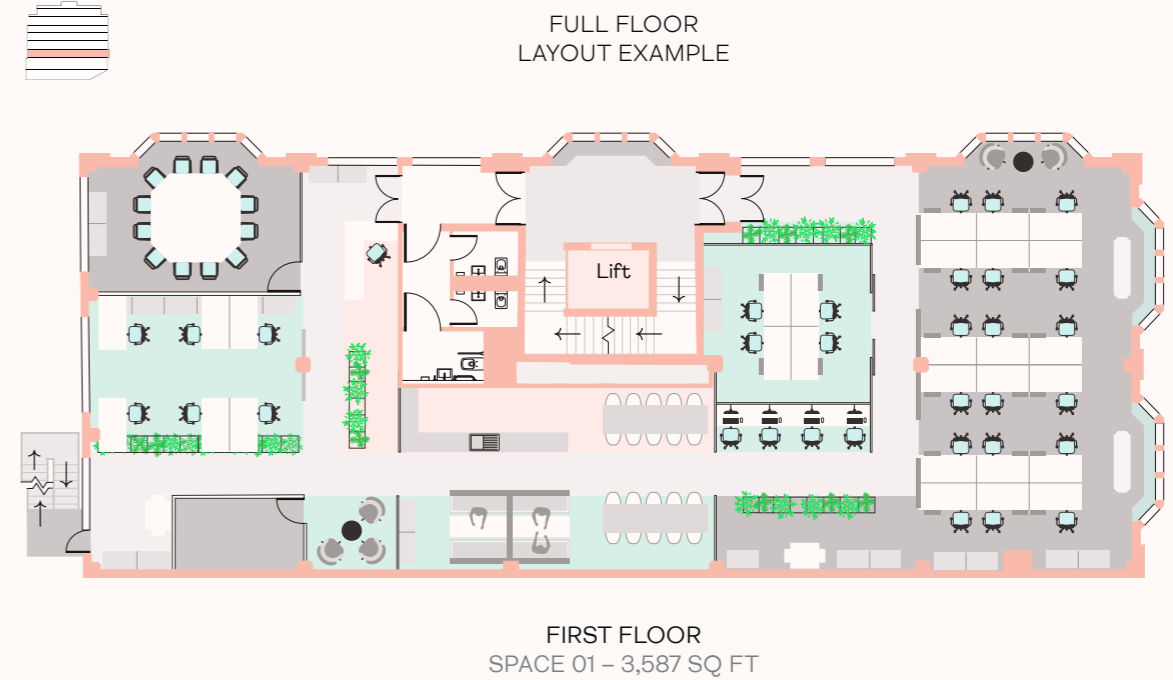 FULL FLOOR
LAYOUT EXAMPLE
Lift
FIRST FLOOR
SPACE 01 – 3,587 SQ FT